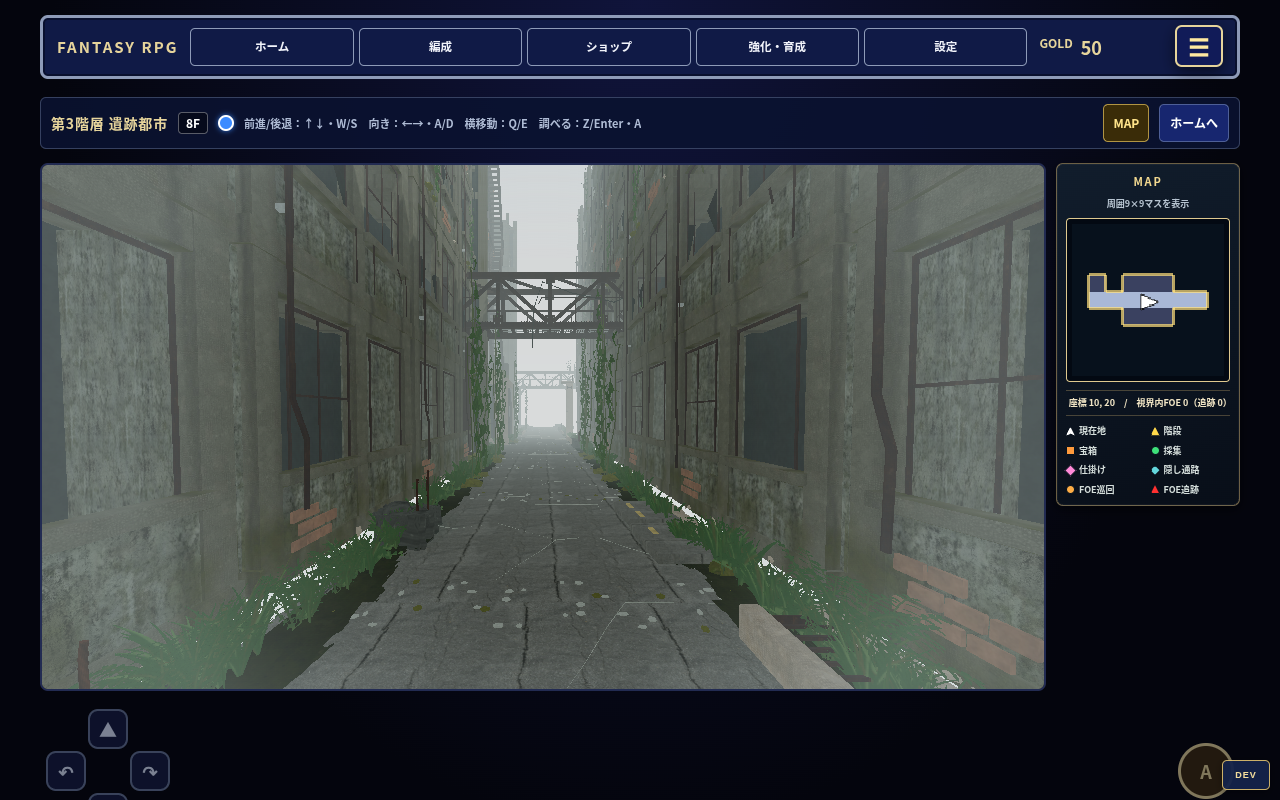 FANTASY RPG
ホーム
編成
ショップ
強化・育成
設定
GOLD 50
第3階層 遺跡都市
8F
前進/後退：↑↓・W/S　向き：←→・A/D　横移動：Q/E　調べる：Z/Enter・A
MAP
ホームへ
MAP
周囲9×9マスを表示
座標 10, 20　/　視界内FOE 0（追跡 0）
現在地
階段
宝箱
採集
仕掛け
隠し通路
FOE巡回
FOE追跡
A
DEV